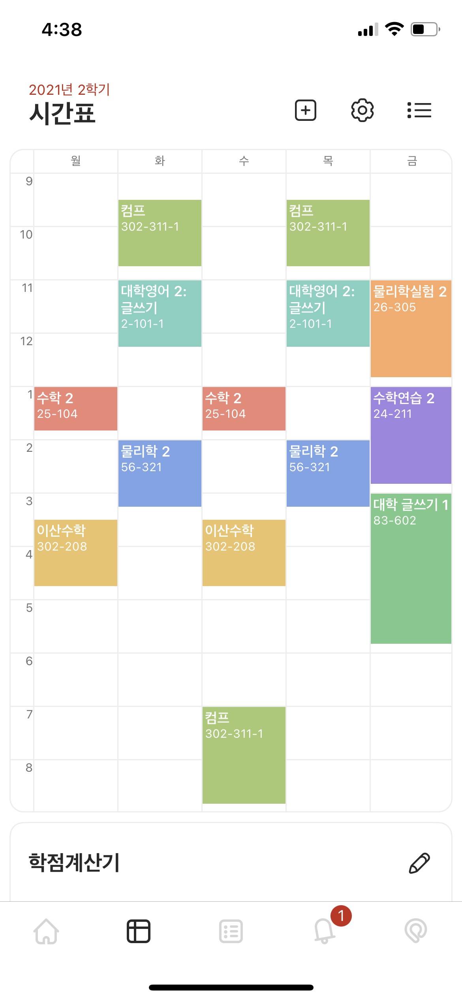 4:38
2021년 2학기
시간표
월 화 수 목 금
9
컴프 컴프
302-311-1 302-311-1
10
11
대학영어 2: 대학영어 2: 물리학실험 2
글쓰기 글쓰기 26-305
2-101-1 2-101-1
12
1
수학 2 수학 2 수학연습 2
25-104 25-104 24-211
2
물리학 2 물리학 2
56-321 56-321
3
대학 글쓰기 1
83-602
이산수학 이산수학
302-208 302-208
4
5
6
7
컴프
302-311-1
8
학점계산기
1